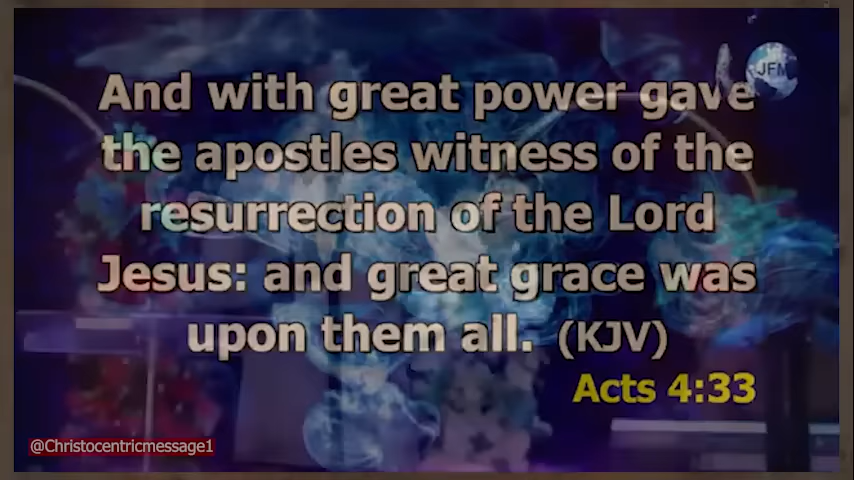 JFM
And with great power gave
the apostles witness of the
resurrection of the Lord
Jesus: and great grace was
upon them all. (KJV)
Acts 4:33
@Christocentricmessage1